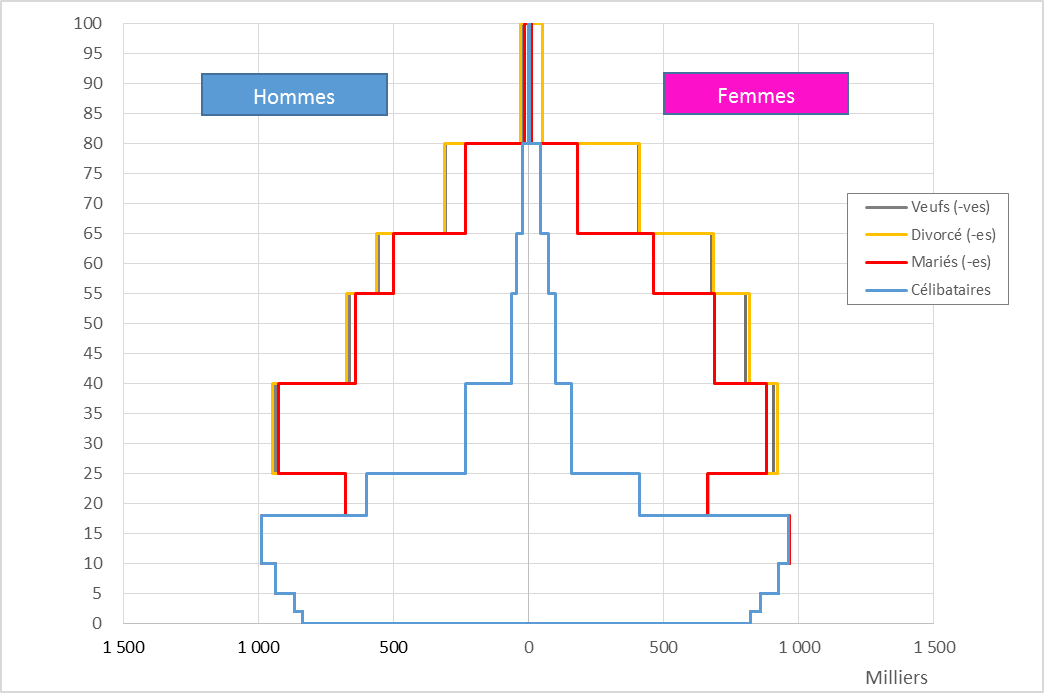 100
95
90
85
80
75
70
65
60
55
50
45
40
35
30
25
20
15
10
5
0
Hommes
Femmes
Veufs (-ves)
Divorcé (-es)
Mariés (-es)
Célibataires
1 500 1 000 500 0 500 1 000 1 500
Milliers